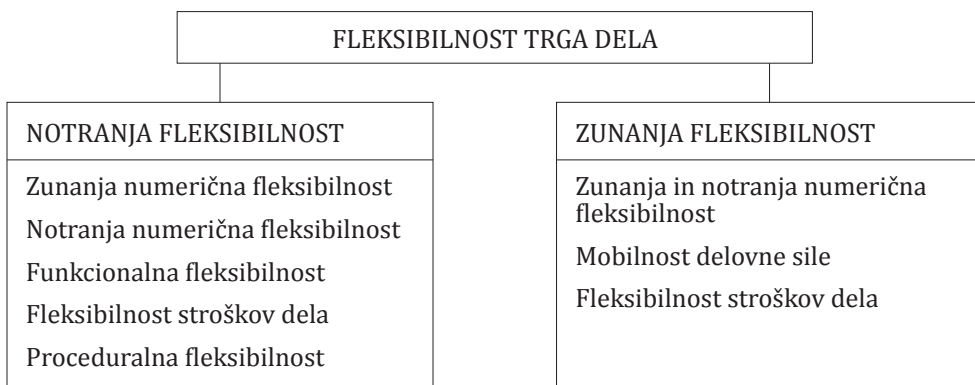 FLEKSIBILNOST TRGA DELA
NOTRANJA FLEKSIBILNOST
Zunanja numerična fleksibilnost
Notranja numerična fleksibilnost
Funkcionalna fleksibilnost
Fleksibilnost stroškov dela
Proceduralna fleksibilnost
ZUNANJA FLEKSIBILNOST
Zunanja in notranja numerična
fleksibilnost
Mobilnost delovne sile
Fleksibilnost stroškov dela